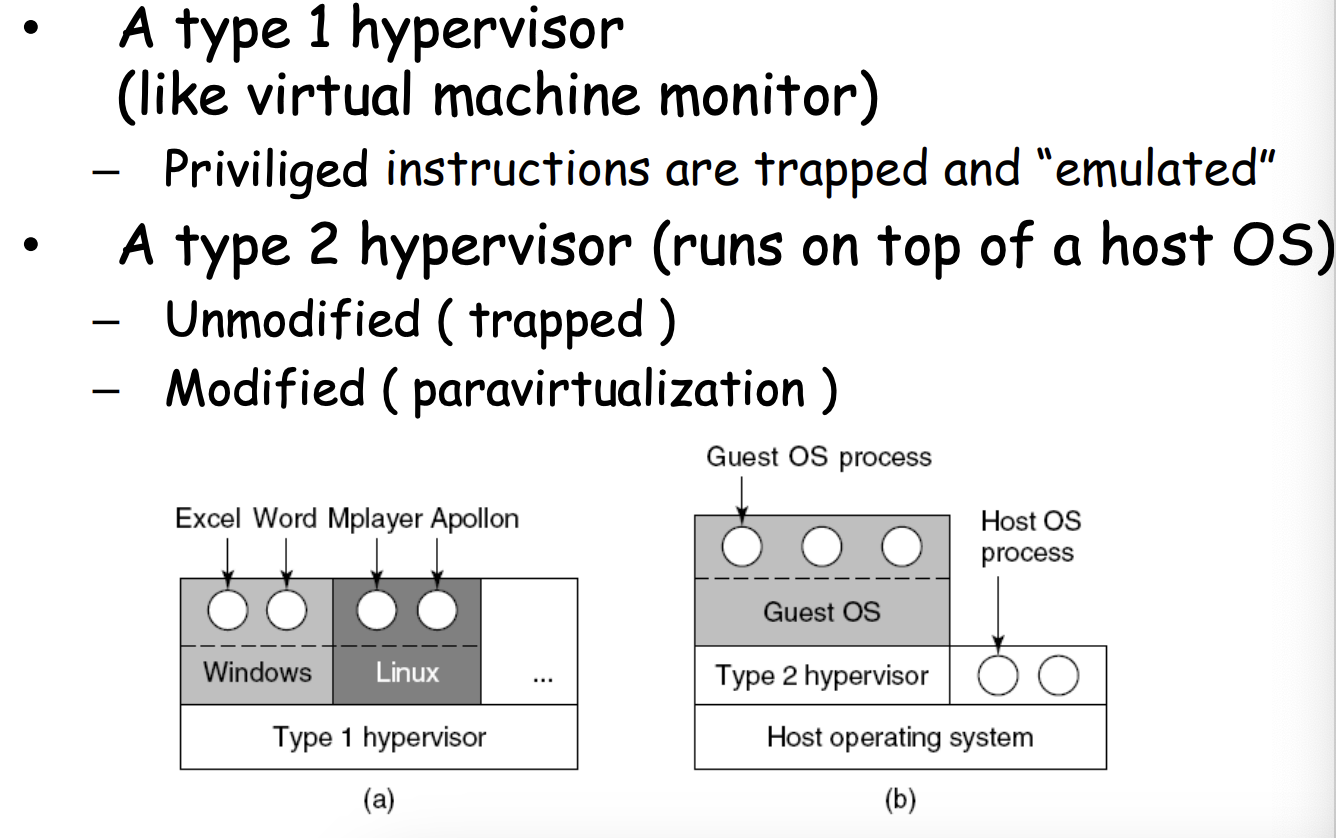 • A type 1 hypervisor
(like virtual machine monitor)
– Priviliged instructions are trapped and “emulated”
• A type 2 hypervisor (runs on top of a host OS)
– Unmodified ( trapped )
– Modified ( paravirtualization )
Excel Word Mplayer Apollon
Windows
Linux
...
Type 1 hypervisor
(a)
Guest OS process
Host OS
process
Guest OS
Type 2 hypervisor
Host operating system
(b)